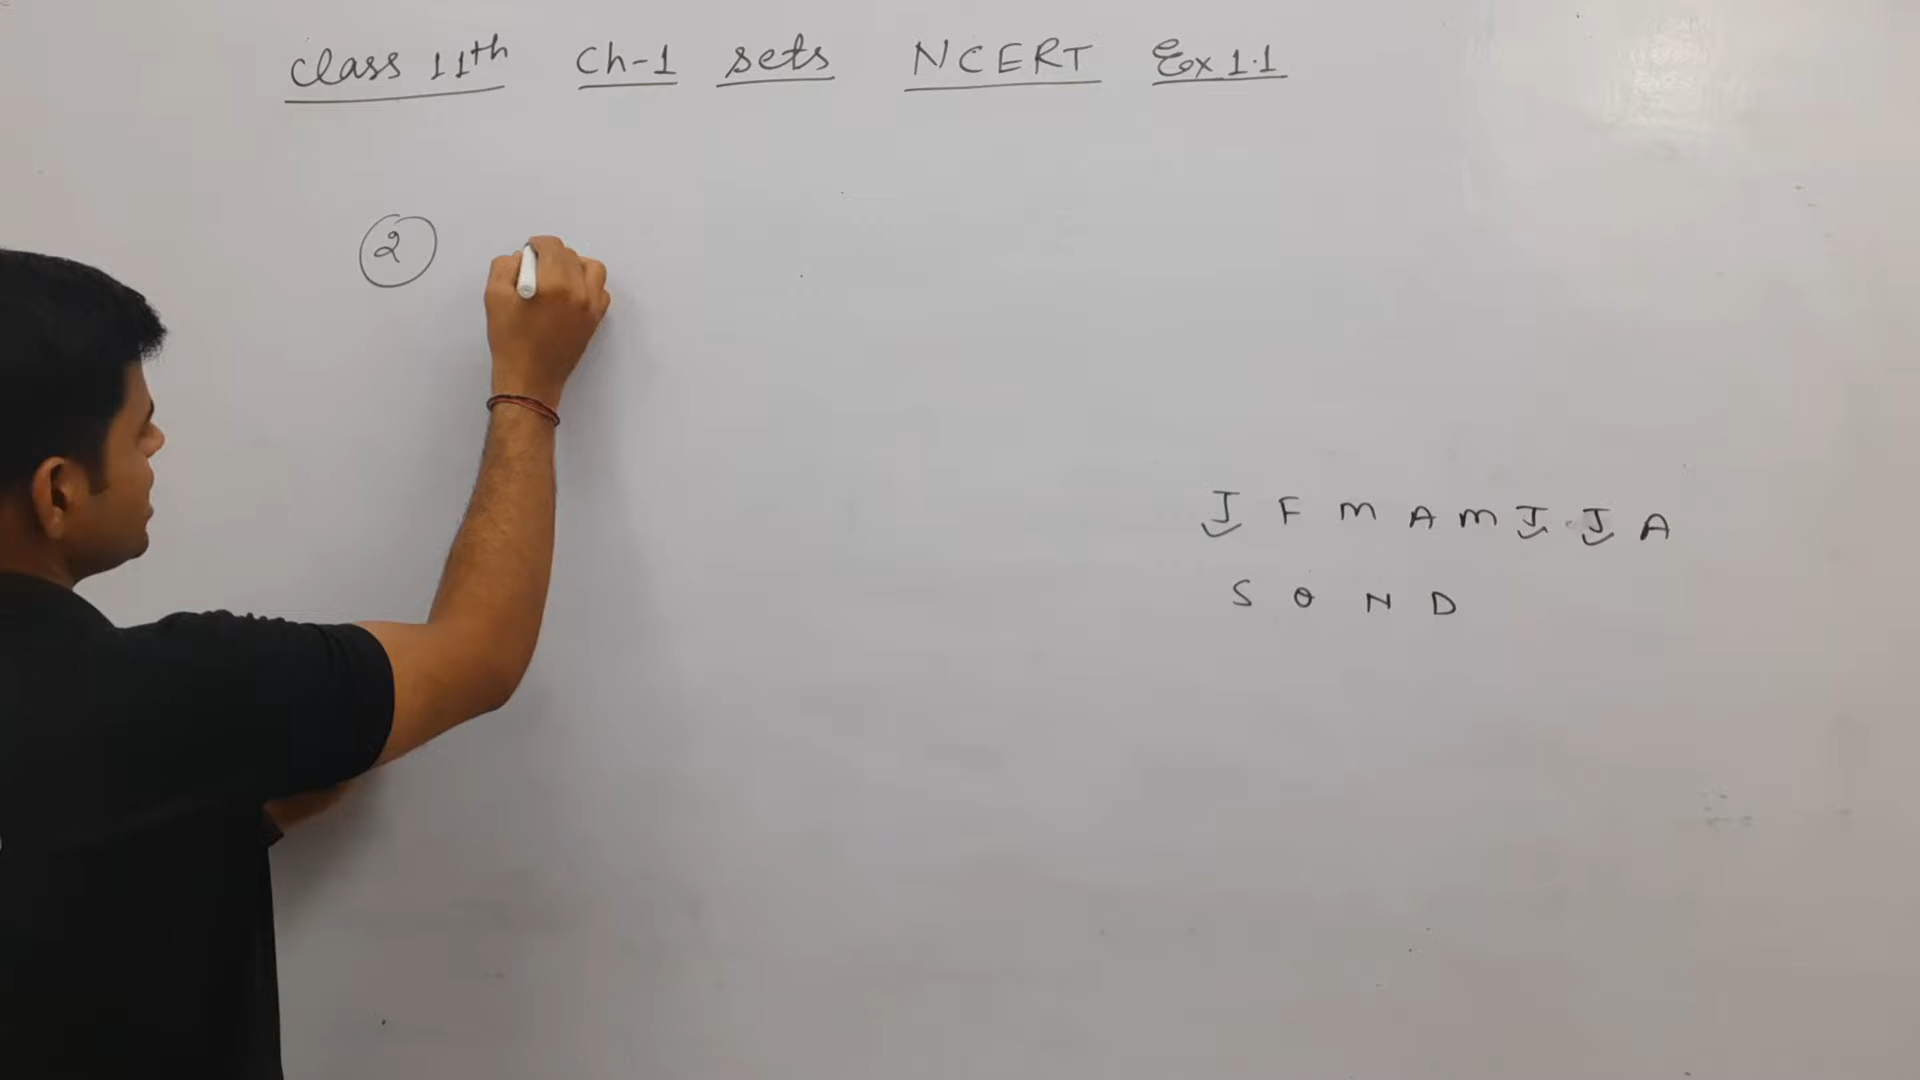 class 11th Ch-1 sets NCERT Ex 1.1
2
J F M A M J J A
S O N D